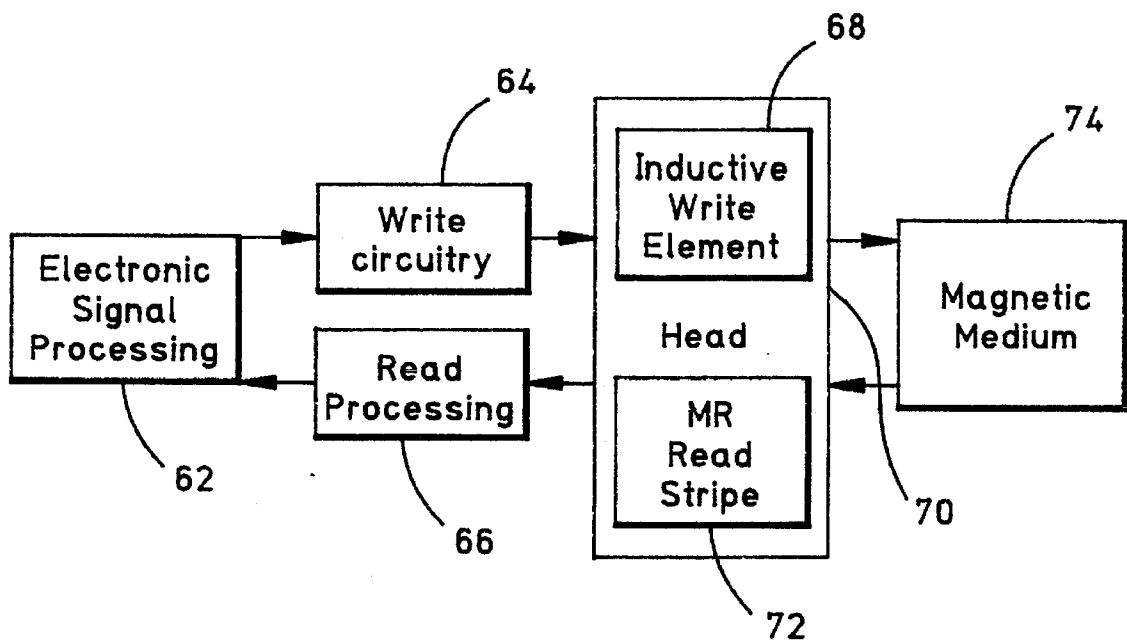 68
64
74
Inductive
Write
Element
Write
circuitry
Electronic
Signal
Processing
Magnetic
Medium
Head
Read
Processing
MR
Read
Stripe
62
66
70
72